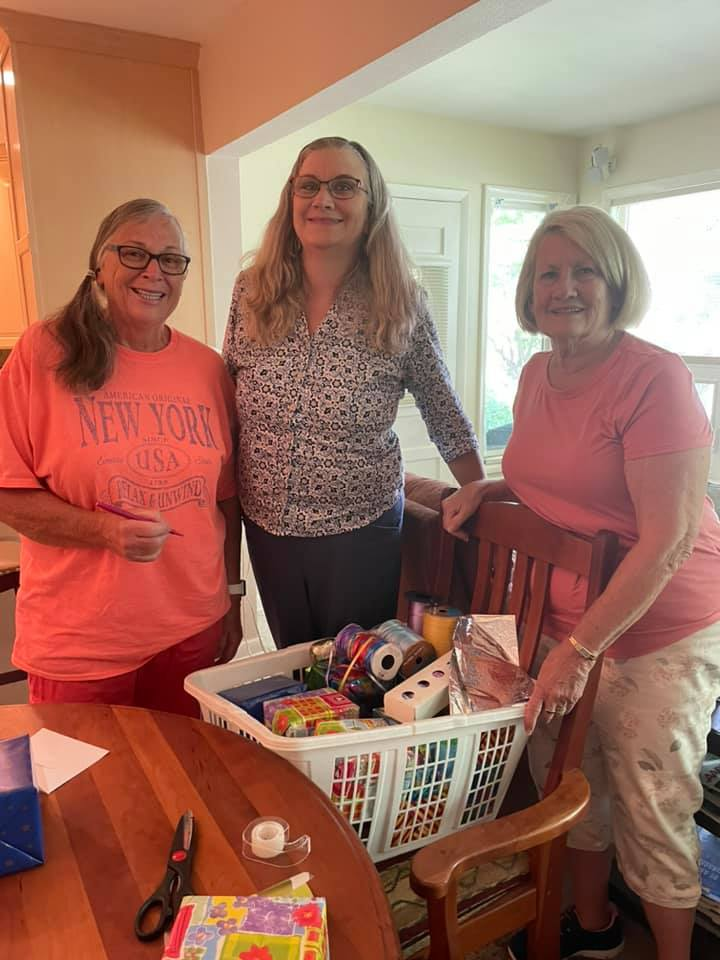 AMERICAN ORIGINAL
NEW YORK
SINCE
USA
RELAX & UNWIND